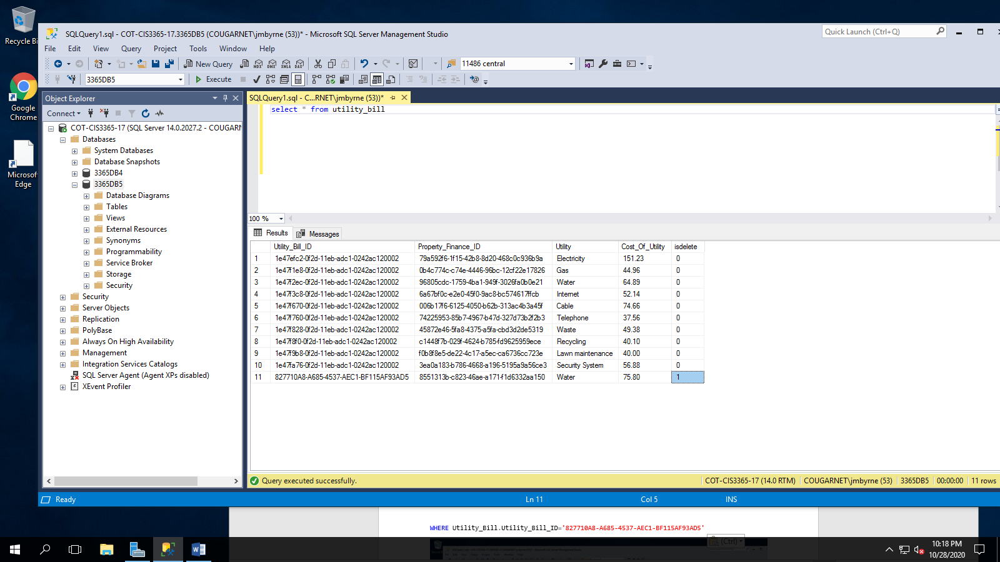 Recycle Bi
Google
Chrome
Microsof
Edge
SQLQuery1.sql - COT-CIS3365-17.3365DB5 (COUGARNET\jmbyrne (53))* - Microsoft SQL Server Management Studio
Quick Launch (Ctrl+Q)
File Edit View Query Project Tools Window Help
New Query MDX DMX XMLA DAX 11486 central
3365DB5 Execute
Object Explorer
Connect
COT-CIS3365-17 (SQL Server 14.0.2027.2 - COUGARN
Databases
System Databases
Database Snapshots
3365DB4
3365DB5
Database Diagrams
Tables
Views
External Resources
Synonyms
Programmability
Service Broker
Storage
Security
Security
Server Objects
Replication
PolyBase
Always On High Availability
Management
Integration Services Catalogs
SQL Server Agent (Agent XPs disabled)
XEvent Profiler
SQLQuery1.sql - C...RNET\jmbyrne (53))*
select * from utility_bill
100 %
Results Messages
Utility_Bill_ID Property_Finance_ID Utility Cost_Of_Utility isdelete
1 1e47efc2-0f2d-11eb-adc1-0242ac120002 79a592f6-1f15-42b8-8d20-468c0c936b9a Electricity 151.23 0
2 1e47f1e8-0f2d-11eb-adc1-0242ac120002 0b4c774c-c74e-4446-96bc-12cf22e17826 Gas 44.96 0
3 1e47f2ec-0f2d-11eb-adc1-0242ac120002 96805cdc-1759-4ba1-949f-3026fa0b0e21 Water 64.89 0
4 1e47f3c8-0f2d-11eb-adc1-0242ac120002 6a67bf0c-e2e0-45f0-9ac8-bc574617ffcb Internet 52.14 0
5 1e47f670-0f2d-11eb-adc1-0242ac120002 006b17f6-6125-4050-b62b-313ac4b3a45f Cable 74.66 0
6 1e47f760-0f2d-11eb-adc1-0242ac120002 74225953-85b7-4967-b47d-327d73b2f2b3 Telephone 37.56 0
7 1e47f828-0f2d-11eb-adc1-0242ac120002 45872e46-5fa8-4375-a5fa-cbd3d2de5319 Waste 49.38 0
8 1e47f8f0-0f2d-11eb-adc1-0242ac120002 c1448f7b-029f-4624-b785-fd9625959ece Recycling 40.10 0
9 1e47f9b8-0f2d-11eb-adc1-0242ac120002 f0b8f8e5-de22-4c17-a5ec-ca6736cc723e Lawn maintenance 40.00 0
10 1e47fa76-0f2d-11eb-adc1-0242ac120002 3ea0a183-b786-4668-a196-5195a9a56ce3 Security System 56.88 0
11 827710A8-A685-4537-AEC1-BF115AF93AD5 8551313b-c823-46ae-a171-f1d6332aa150 Water 75.80 1
Query executed successfully. COT-CIS3365-17 (14.0 RTM) COUGARNET\jmbyrne (53) 3365DB5 00:00:00 11 rows
Ready Ln 11 Col 5 INS
WHERE Utility_Bill.Utility_Bill_ID='827710A8-A685-4537-AEC1-BF115AF93AD5'
(Ctrl)
10:18 PM
10/28/2020